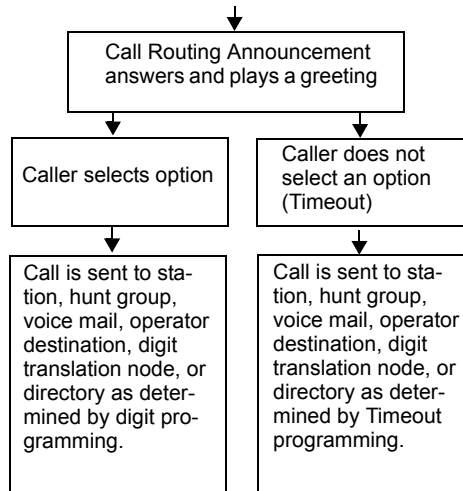 Call Routing Announcement
answers and plays a greeting
Caller selects option
Caller does not
select an option
(Timeout)
Call is sent to sta-
tion, hunt group,
voice mail, operator
destination, digit
translation node, or
directory as deter-
mined by digit pro-
gramming.
Call is sent to sta-
tion, hunt group,
voice mail, operator
destination, digit
translation node, or
directory as deter-
mined by Timeout
programming.